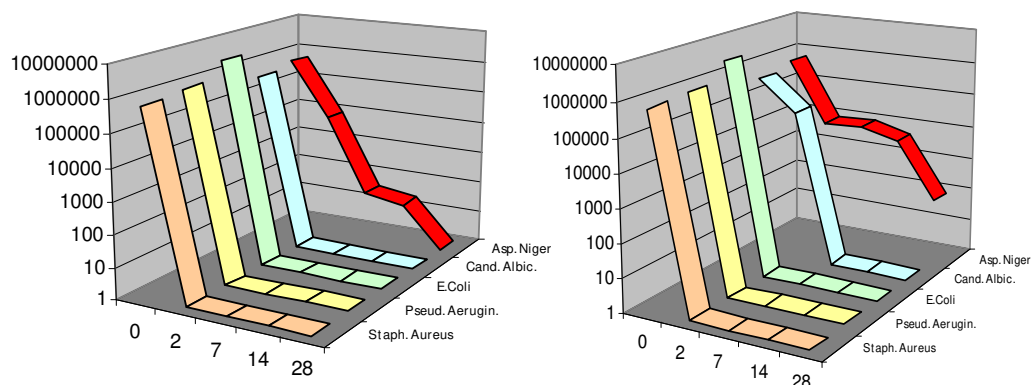 10000000
1000000
100000
10000
1000
100
10
1
0
2
7
14
28
Asp. Niger
Cand. Albic.
E.Coli
Pseud. Aerugin.
Staph. Aureus
10000000
1000000
100000
10000
1000
100
10
1
0
2
7
14
28
Asp. Niger
Cand. Albic.
E.Coli
Pseud. Aerugin.
Staph. Aureus